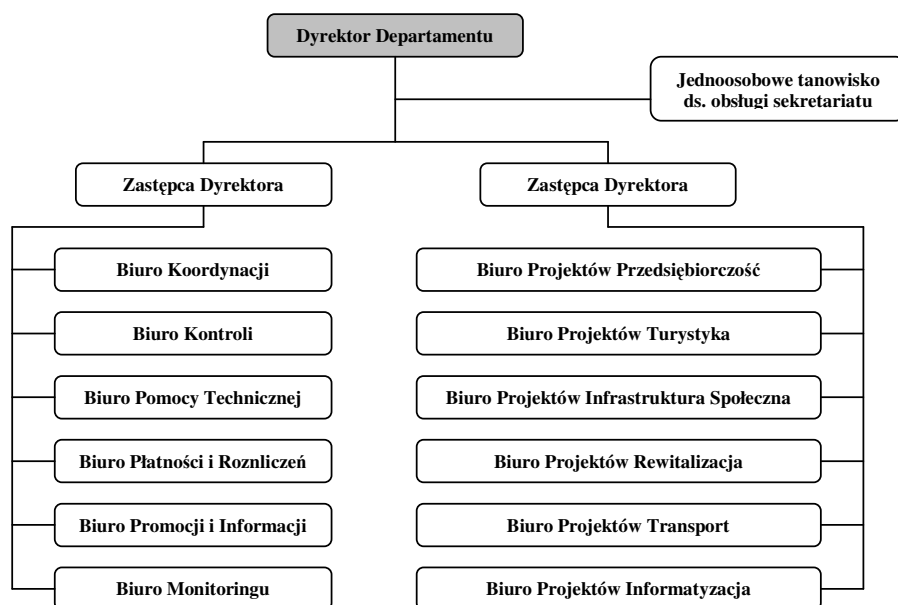 Dyrektor Departamentu
Jednoosobowe tanowisko
ds. obsługi sekretariatu
Zastępca Dyrektora
Zastępca Dyrektora
Biuro Koordynacji
Biuro Projektów Przedsiębiorczość
Biuro Kontroli
Biuro Projektów Turystyka
Biuro Pomocy Technicznej
Biuro Projektów Infrastruktura Społeczna
Biuro Płatności i Roznliczeń
Biuro Projektów Rewitalizacja
Biuro Promocji i Informacji
Biuro Projektów Transport
Biuro Monitoringu
Biuro Projektów Informatyzacja